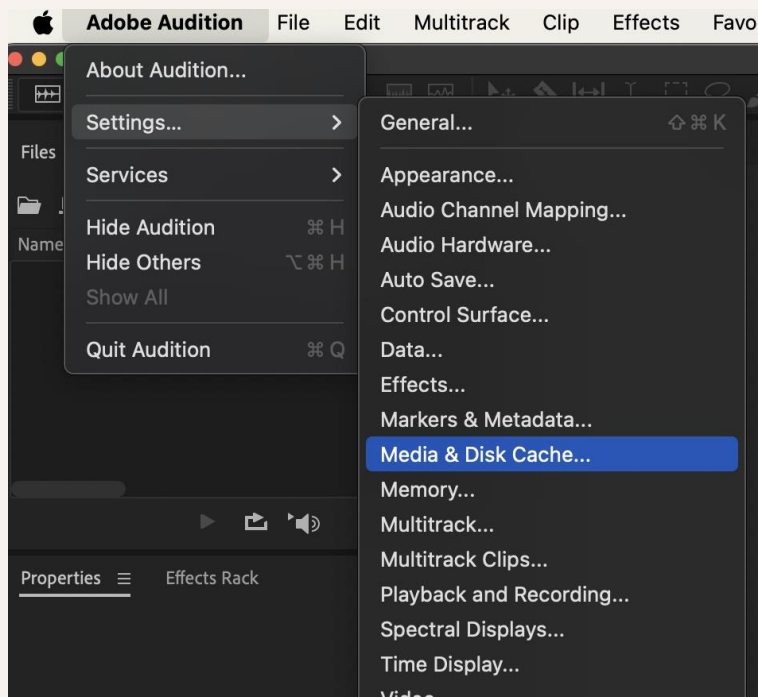 Adobe Audition File Edit Multitrack Clip Effects Favo
About Audition...
Settings... >
Services >
Hide Audition ⌘ H
Hide Others ⌥ ⌘ H
Show All
Quit Audition ⌘ Q
General... ⇧ ⌘ K
Appearance...
Audio Channel Mapping...
Audio Hardware...
Auto Save...
Control Surface...
Data...
Effects...
Markers & Metadata...
Media & Disk Cache...
Memory...
Multitrack...
Multitrack Clips...
Playback and Recording...
Spectral Displays...
Time Display...
Files
Name
Properties
Effects Rack